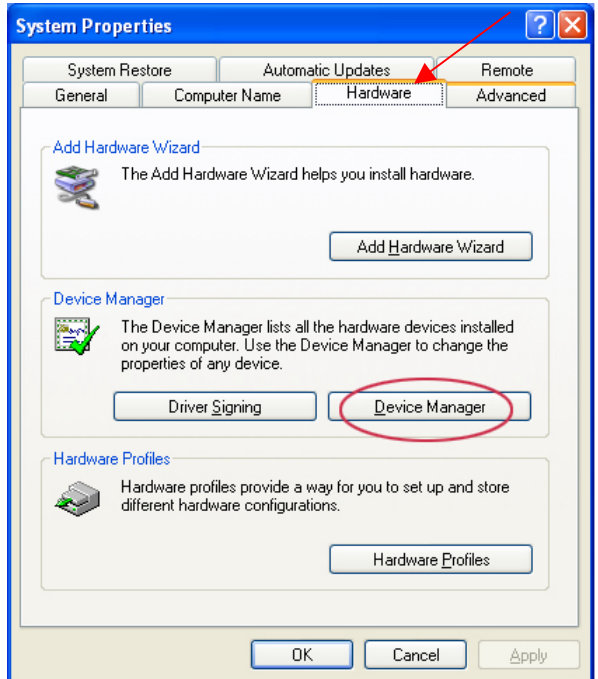 System Properties
System Restore Automatic Updates Remote
General Computer Name Hardware Advanced
Add Hardware Wizard
The Add Hardware Wizard helps you install hardware.
Add Hardware Wizard
Device Manager
The Device Manager lists all the hardware devices installed
on your computer. Use the Device Manager to change the
properties of any device.
Driver Signing Device Manager
Hardware Profiles
Hardware profiles provide a way for you to set up and store
different hardware configurations.
Hardware Profiles
OK Cancel Apply